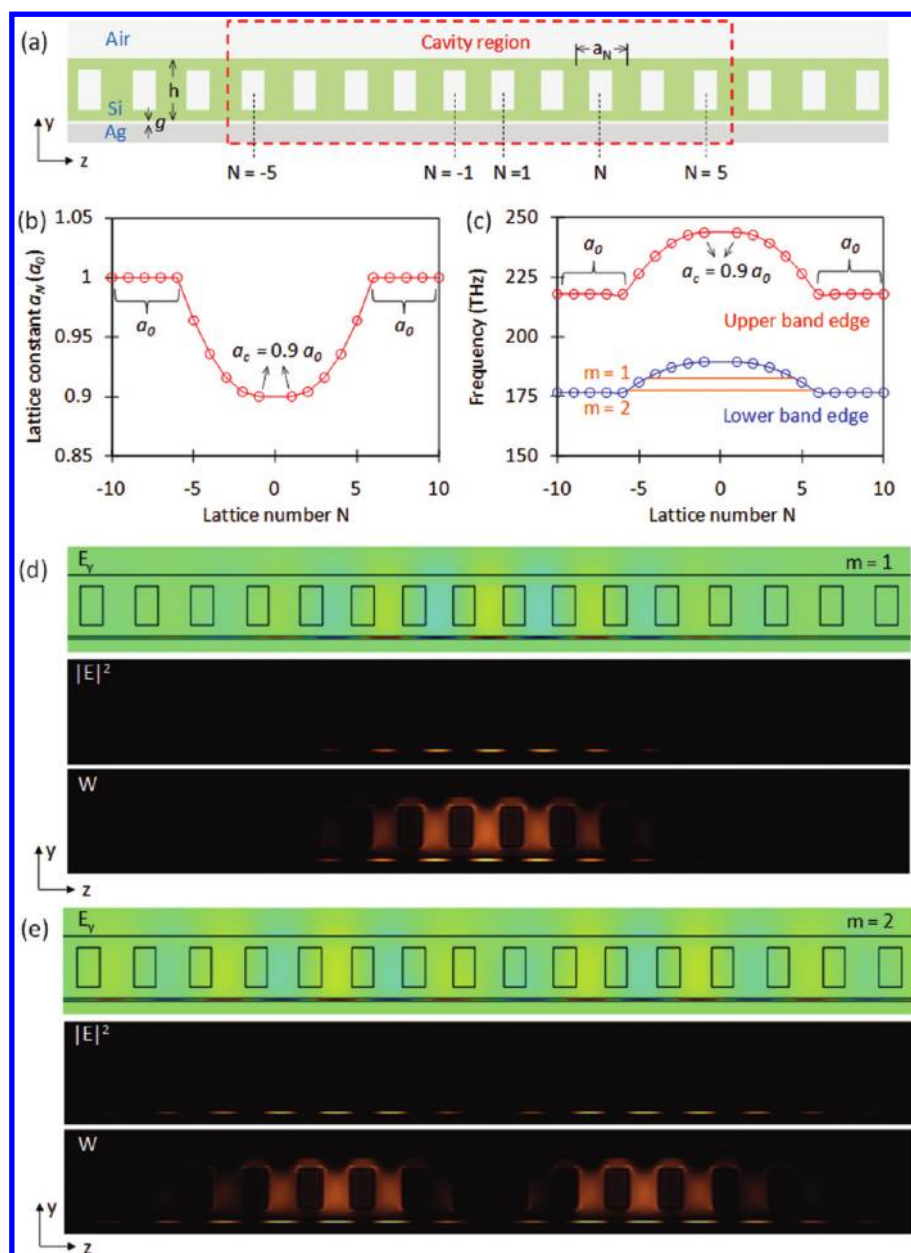 (a)
Air
Cavity region
a_N
h
Si
g
Ag
y
z
N = -5
N = -1
N =1
N
N = 5
(b)
Lattice constant a_N (a_0)
1.05
1
0.95
0.9
0.85
a_0
a_0
a_c = 0.9 a_0
-10
-5
0
5
10
Lattice number N
(c)
Frequency (THz)
250
225
200
175
150
a_0
a_0
a_c = 0.9 a_0
Upper band edge
m = 1
m = 2
Lower band edge
-10
-5
0
5
10
Lattice number N
(d)
E_y
m = 1
|E|^2
W
y
z
(e)
E_y
m = 2
|E|^2
W
y
z